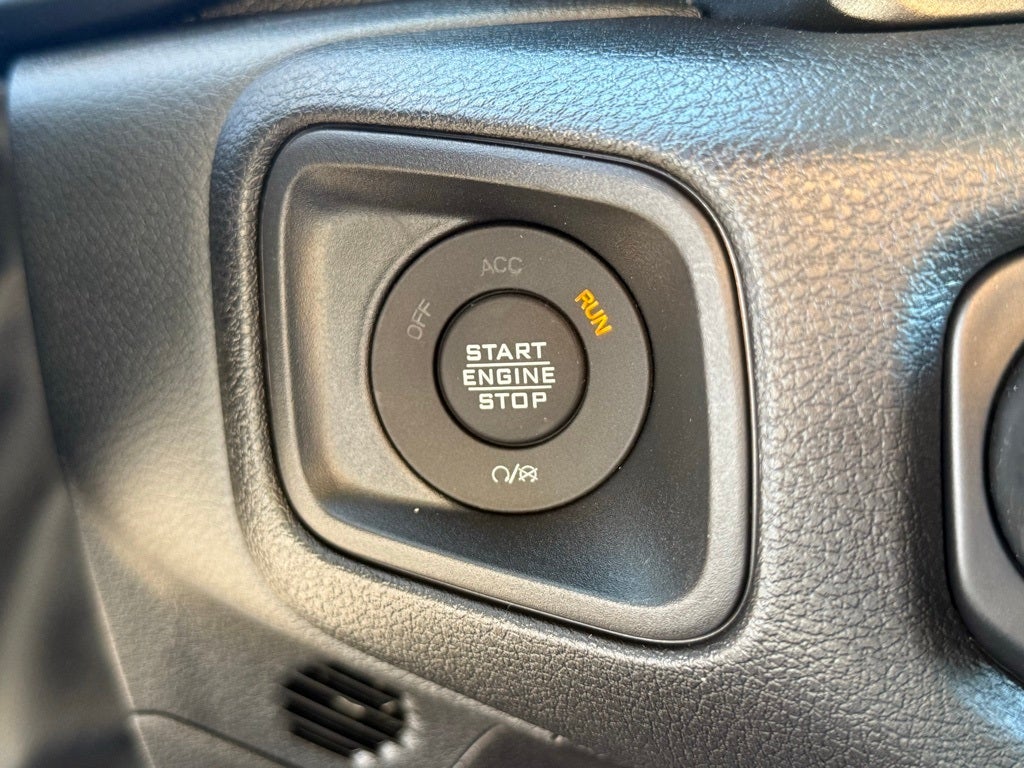 ACC
OFF
RUN
START
ENGINE
STOP